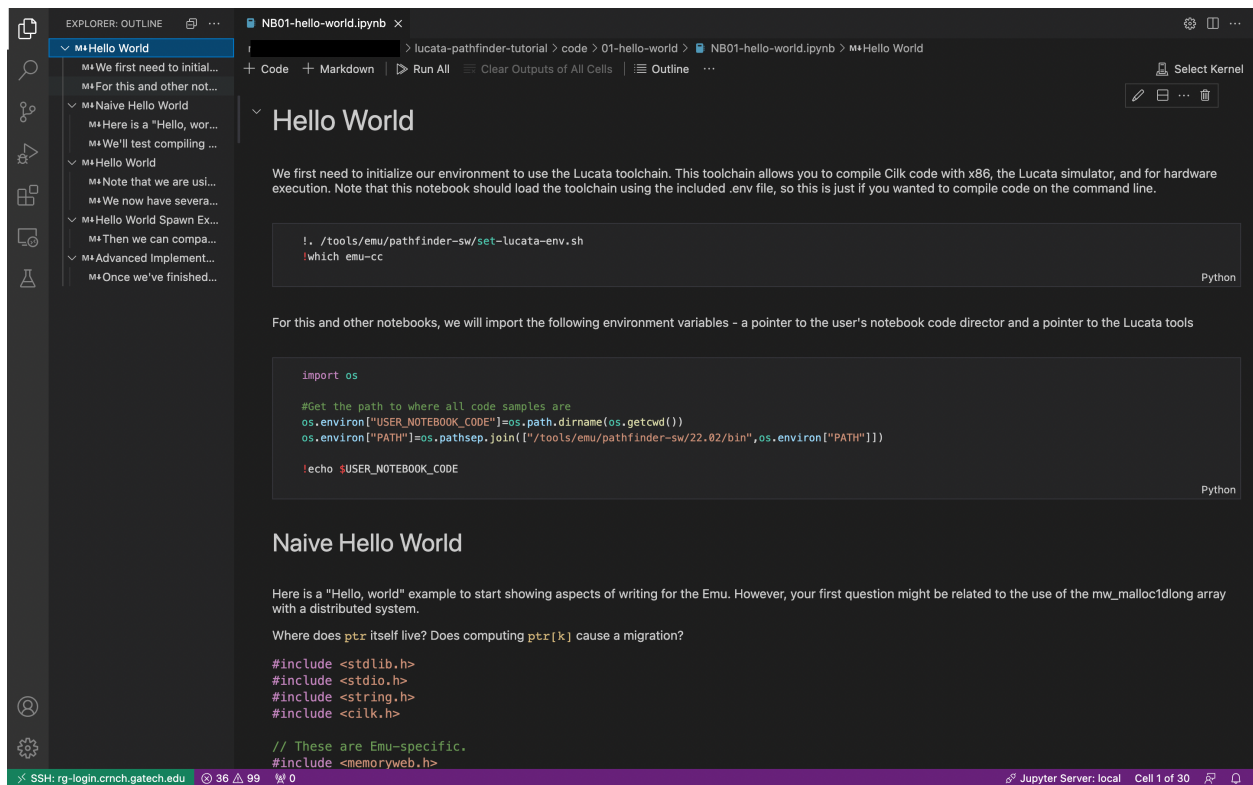 EXPLORER: OUTLINE
Hello World
We first need to initial...
For this and other not...
Naive Hello World
Here is a "Hello, wor...
We'll test compiling ...
Hello World
Note that we are usi...
We now have severa...
Hello World Spawn Ex...
Then we can compa...
Advanced Implement...
Once we've finished...
NB01-hello-world.ipynb
> lucata-pathfinder-tutorial > code > 01-hello-world > NB01-hello-world.ipynb > M↓Hello World
+ Code + Markdown Run All Clear Outputs of All Cells Outline ... Select Kernel
Hello World
We first need to initialize our environment to use the Lucata toolchain. This toolchain allows you to compile Cilk code with x86, the Lucata simulator, and for hardware
execution. Note that this notebook should load the toolchain using the included .env file, so this is just if you wanted to compile code on the command line.
!. /tools/emu/pathfinder-sw/set-lucata-env.sh
!which emu-cc
Python
For this and other notebooks, we will import the following environment variables - a pointer to the user's notebook code director and a pointer to the Lucata tools
import os
#Get the path to where all code samples are
os.environ["USER_NOTEBOOK_CODE"]=os.path.dirname(os.getcwd())
os.environ["PATH"]=os.pathsep.join(["/tools/emu/pathfinder-sw/22.02/bin",os.environ["PATH"]])
!echo $USER_NOTEBOOK_CODE
Python
Naive Hello World
Here is a "Hello, world" example to start showing aspects of writing for the Emu. However, your first question might be related to the use of the mw_malloc1dlong array
with a distributed system.
Where does ptr itself live? Does computing ptr[k] cause a migration?
#include <stdlib.h>
#include <stdio.h>
#include <string.h>
#include <cilk.h>
// These are Emu-specific.
#include <memoryweb.h>
SSH: rg-login.crnch.gatech.edu 36 99 0 Jupyter Server: local Cell 1 of 30